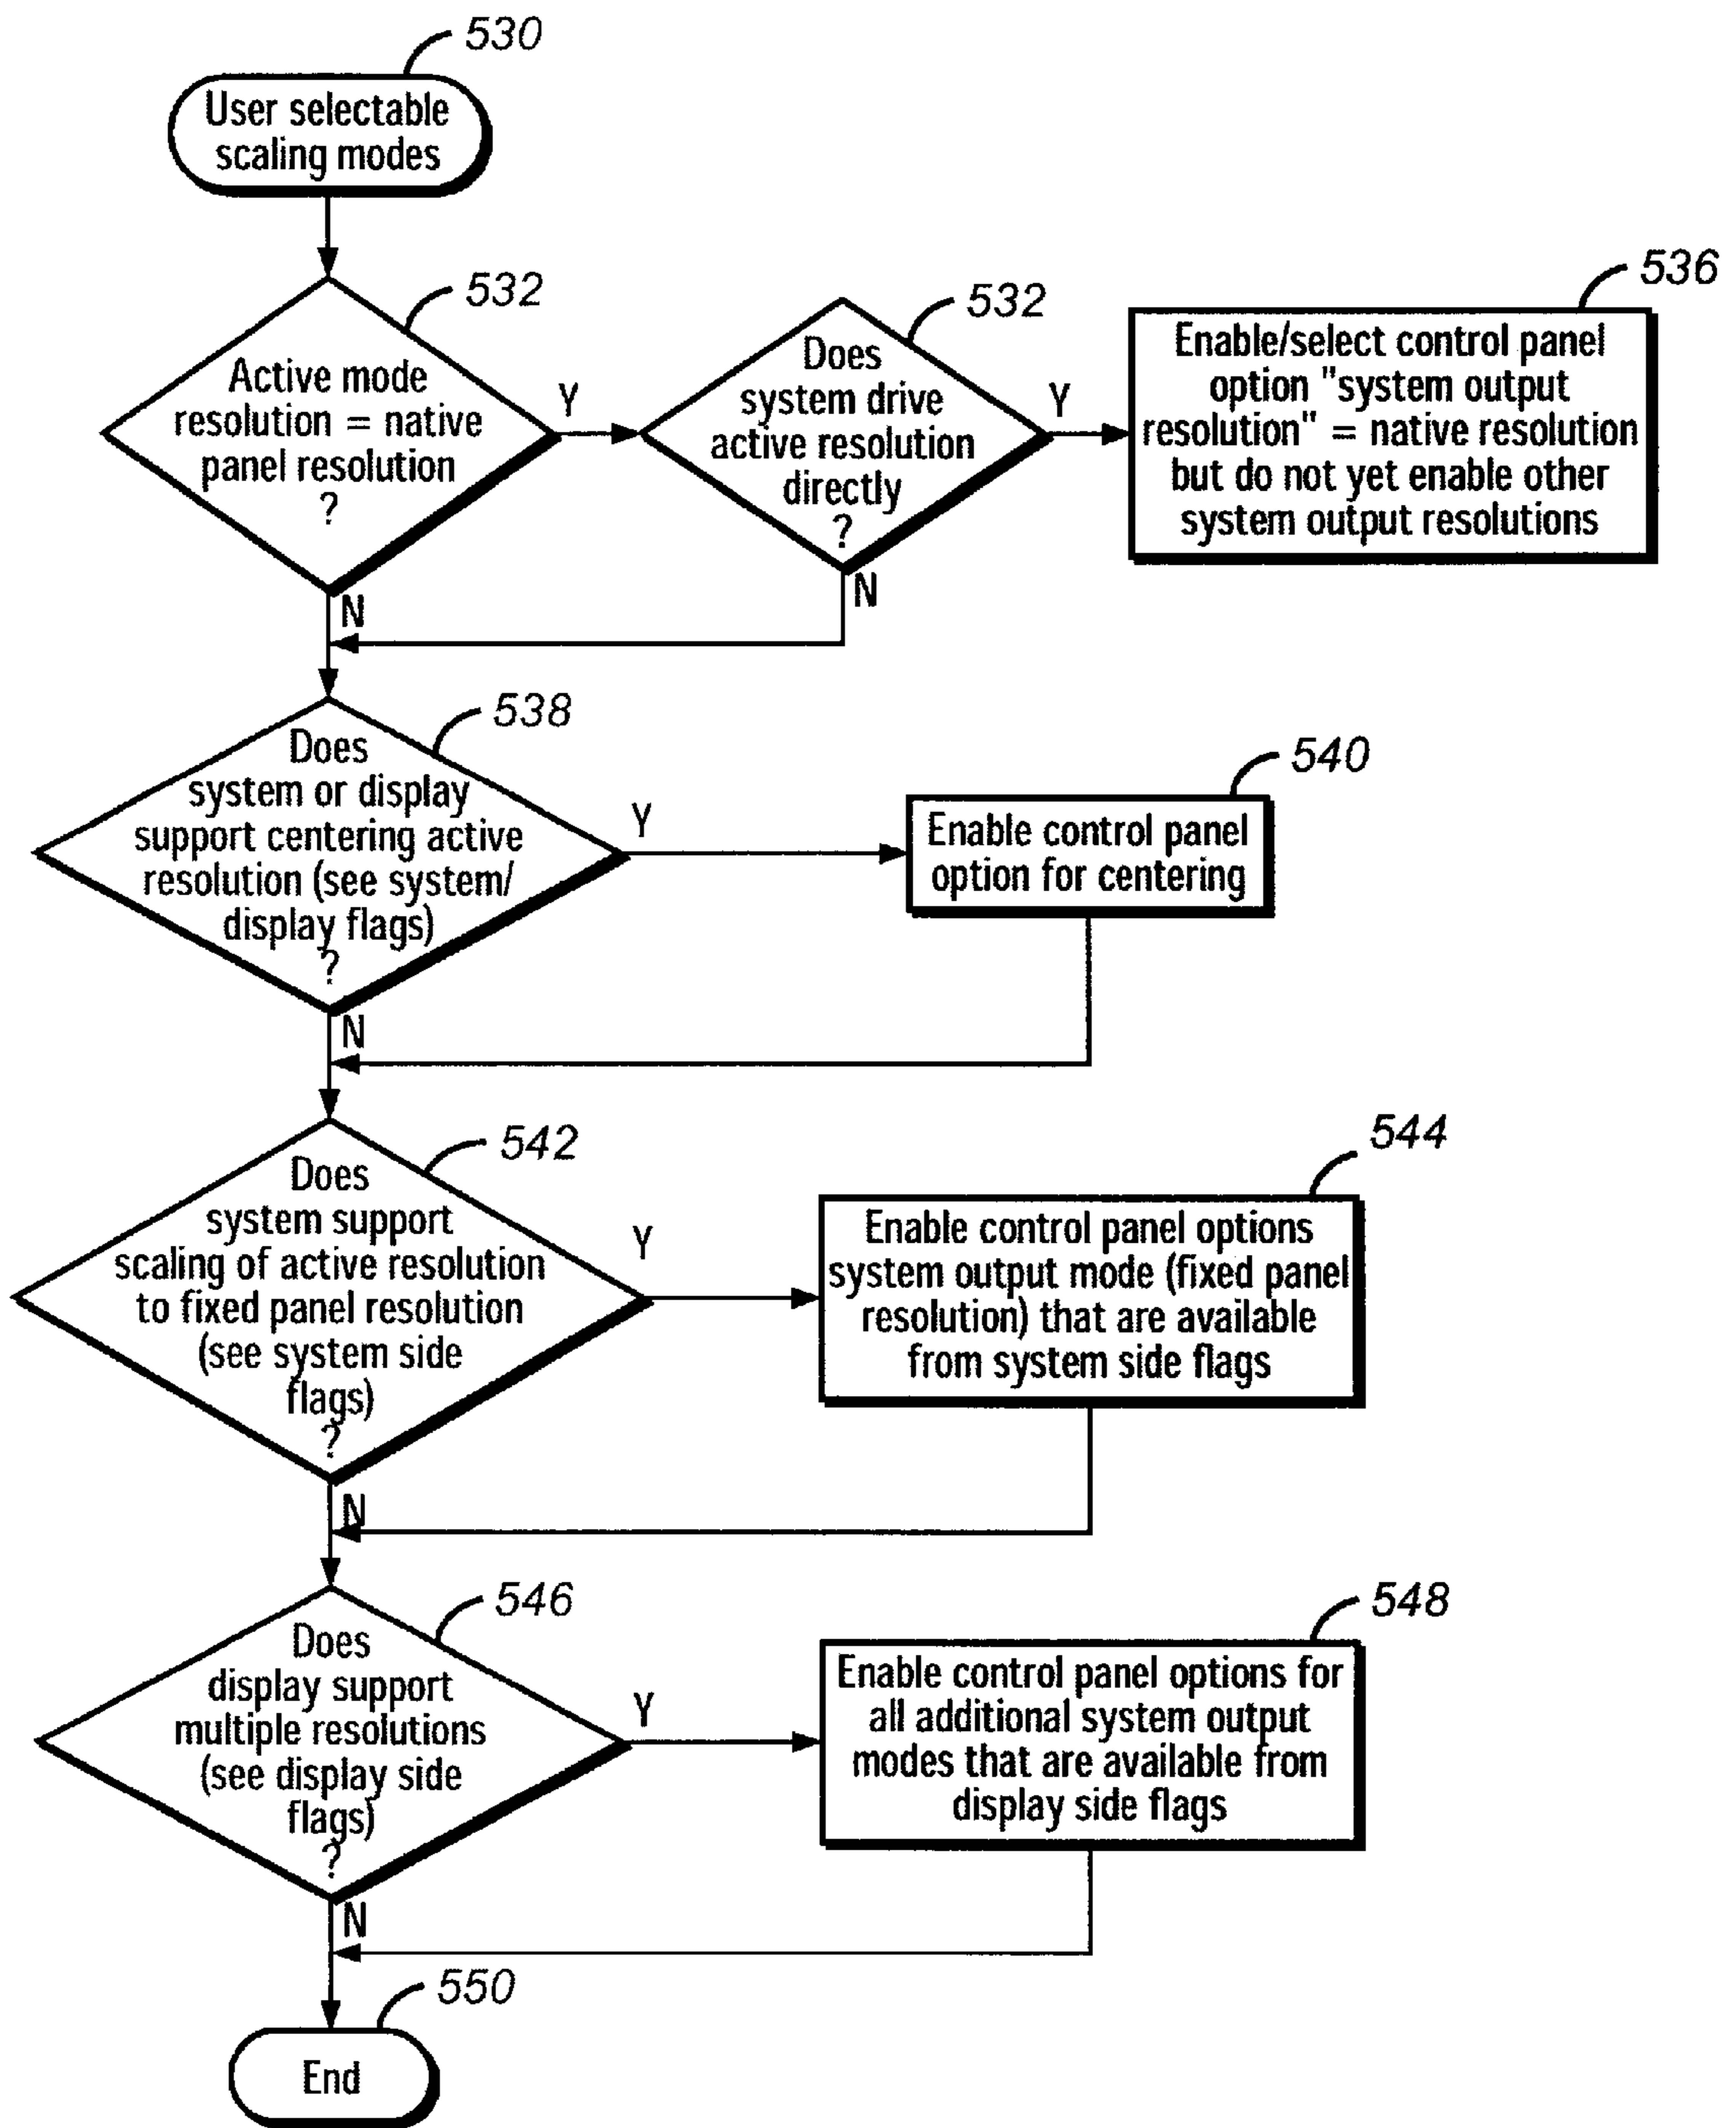 530
User selectable
scaling modes
532
Active mode
resolution = native
panel resolution
?
Y
N
532
Does
system drive
active resolution
directly
?
Y
N
536
Enable/select control panel
option "system output
resolution" = native resolution
but do not yet enable other
system output resolutions
538
Does
system or display
support centering active
resolution (see system/
display flags)
?
Y
N
540
Enable control panel
option for centering
542
Does
system support
scaling of active resolution
to fixed panel resolution
(see system side
flags)
?
Y
N
544
Enable control panel options
system output mode (fixed panel
resolution) that are available
from system side flags
546
Does
display support
multiple resolutions
(see display side
flags)
?
Y
N
548
Enable control panel options for
all additional system output
modes that are available from
display side flags
550
End